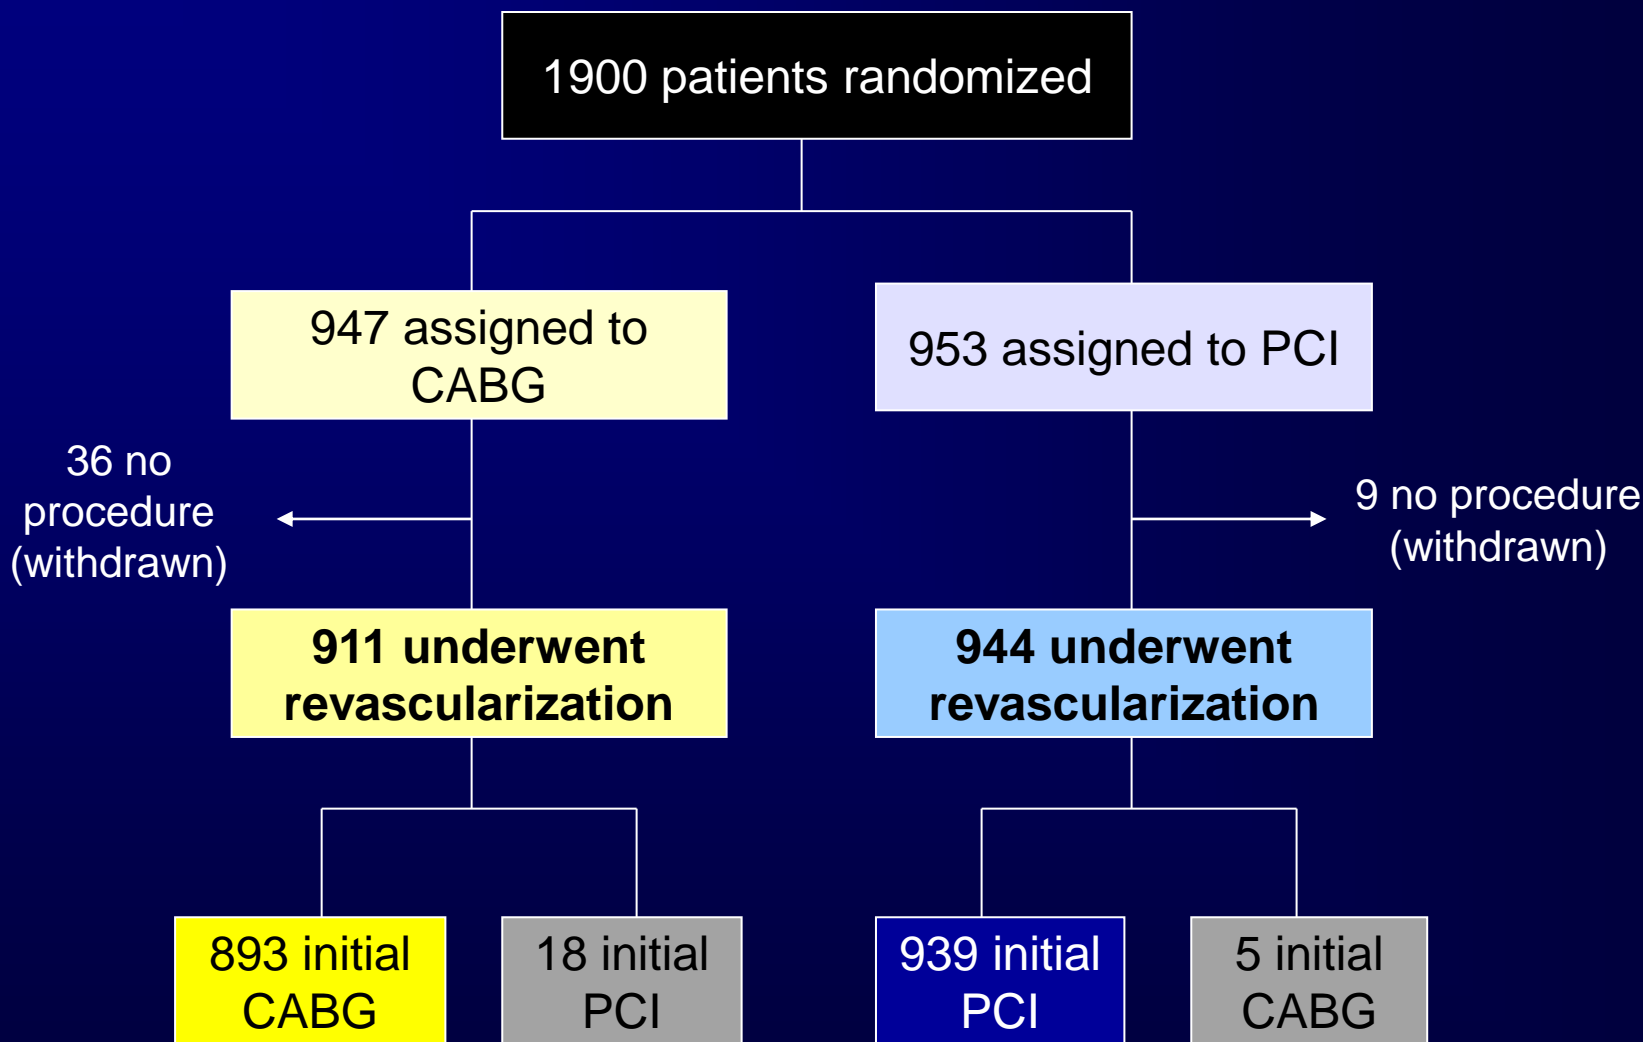 1900 patients randomized
947 assigned to
CABG
953 assigned to PCI
36 no
procedure
(withdrawn)
9 no procedure
(withdrawn)
911 underwent
revascularization
944 underwent
revascularization
893 initial
CABG
18 initial
PCI
939 initial
PCI
5 initial
CABG